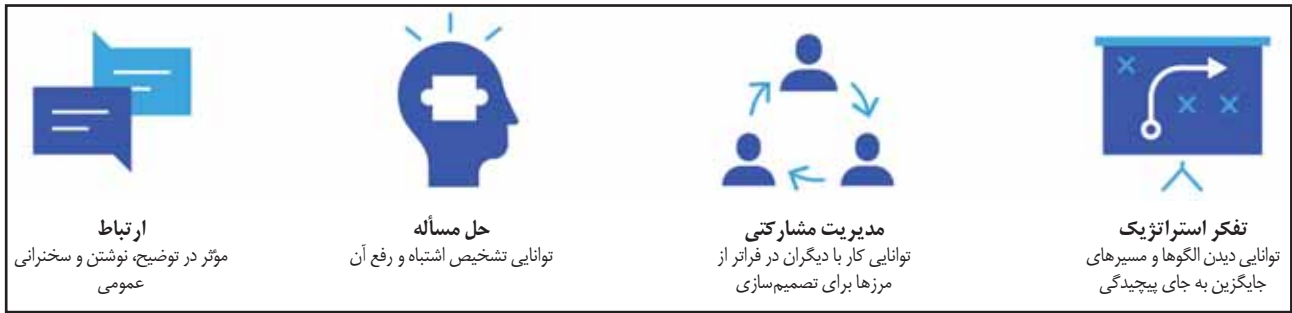 تفکر استراتژیک
توانایی دیدن الگوها و مسیرهای
جایگزین به جای پیچیدگی
مدیریت مشارکتی
توانایی کار با دیگران در فراتر از
مرزها برای تصمیم‌سازی
حل مسأله
توانایی تشخیص اشتباه و رفع آن
ارتباط
مؤثر در توضیح، نوشتن و سخنرانی
عمومی